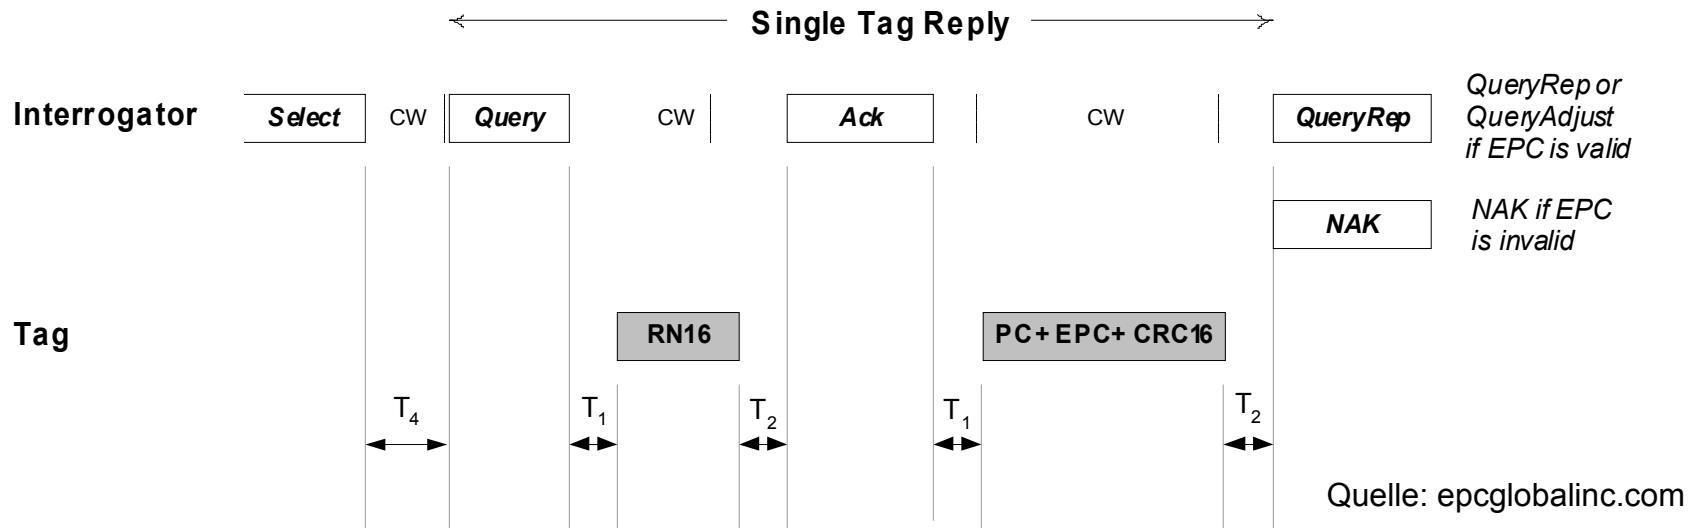 Single Tag Reply
Interrogator
Select
CW
Query
CW
Ack
CW
QueryRep
QueryRep or
QueryAdjust
if EPC is valid
NAK
NAK if EPC
is invalid
Tag
RN16
PC+ EPC+ CRC16
T4
T1
T2
T1
T2
Quelle: epcglobalinc.com